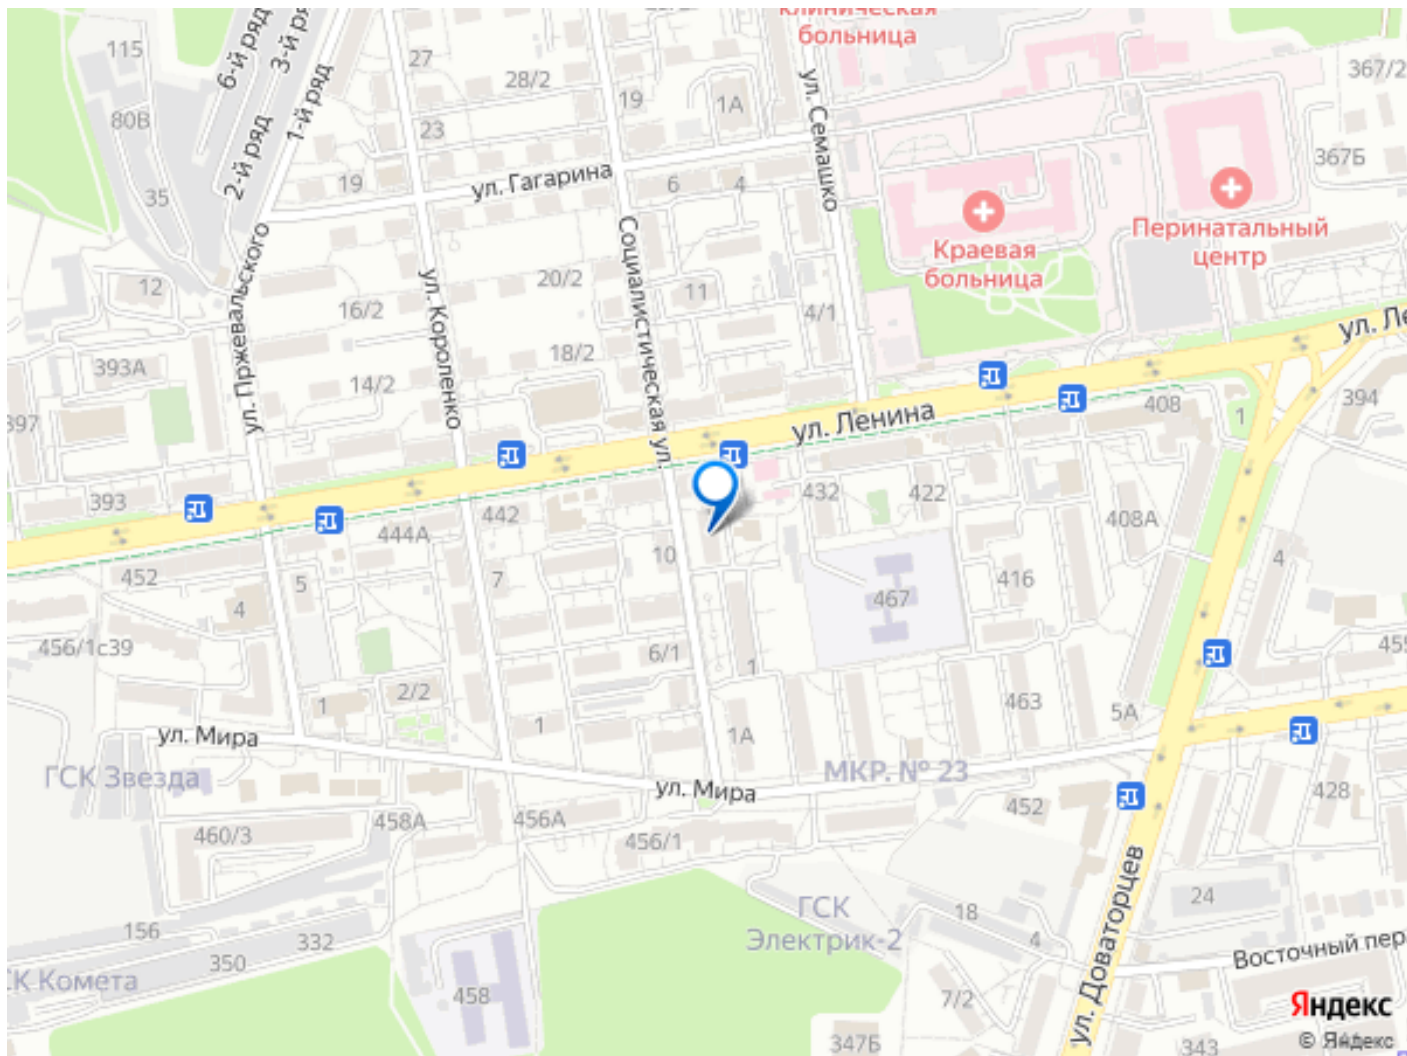 клиническая
больница
115
6-й ряд
3-й ря
27
28/2
19
1А
ул. Семашко
367/2
80В
2-й ряд
1-й ряд
23
367Б
35
19
ул. Гагарина
6
4
Краевая
больница
Перинатальный
центр
ул. Пржевальского
Социалистическая ул.
ул. Короленко
12
16/2
20/2
11
4/1
ул. Ле
393А
14/2
18/2
397
ул. Ленина
408
1
394
393
442
432
422
444А
408А
452
5
7
10
467
416
4
4
456/1с39
6/1
1
455
2/2
463
1
1
1А
5А
ул. Мира
ГСК Звезда
ул. Мира
МКР. № 23
452
428
460/3
458А
456А
456/1
24
ГСК
Электрик-2
18
4
ул. Доваторцев
156
332
350
СК Комета
458
7/2
Восточный пер
347Б
343
Яндекс
© Яндекс